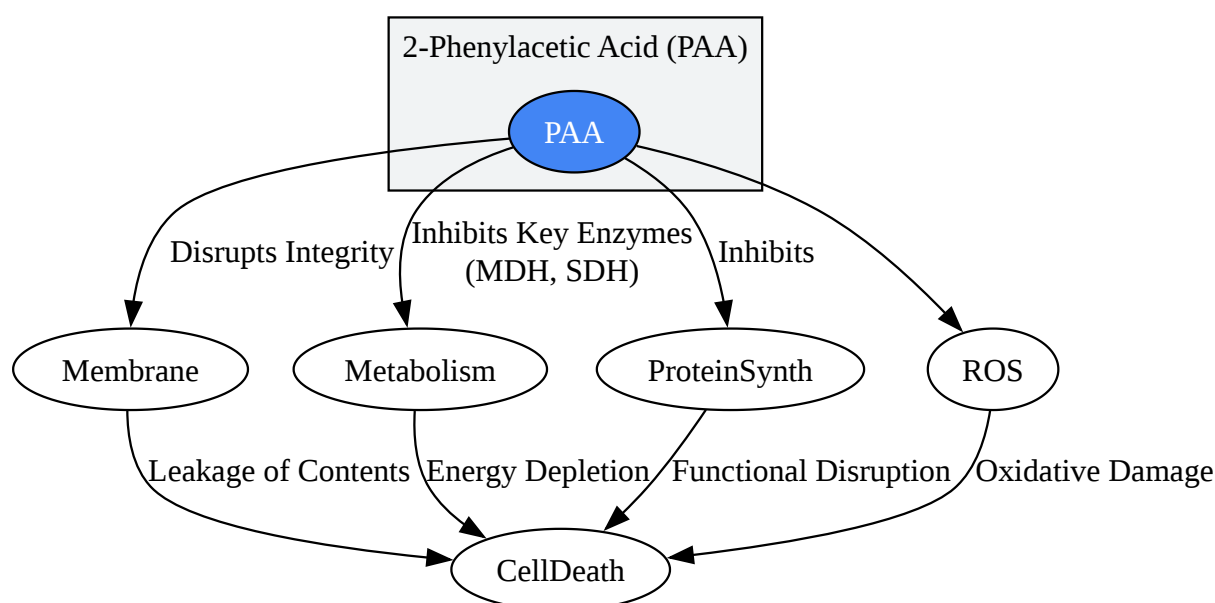 2-Phenylacetic Acid (PAA)
PAA
Disrupts Integrity
Inhibits Key Enzymes
(MDH, SDH)
Inhibits
Membrane
Metabolism
ProteinSynth
ROS
Leakage of Contents
Energy Depletion
Functional Disruption
Oxidative Damage
CellDeath